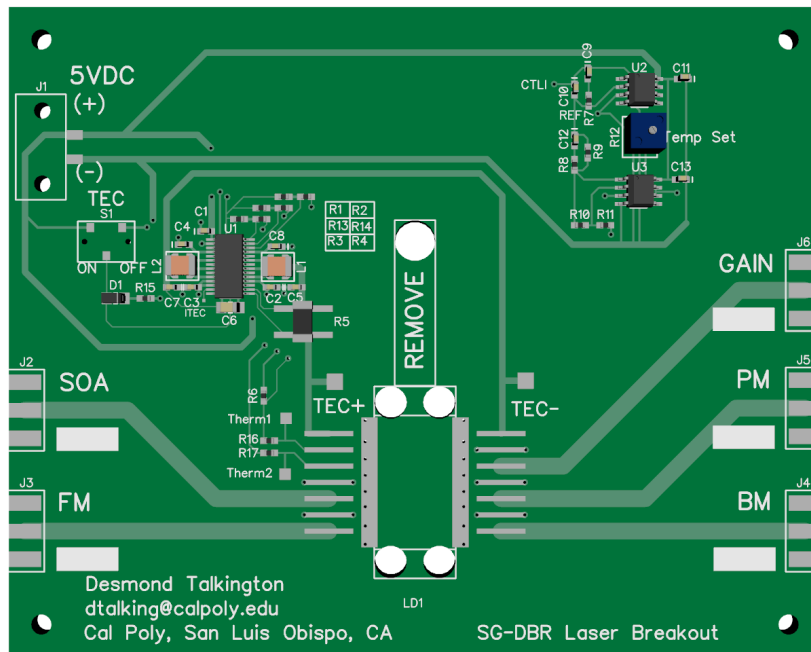 J1
5VDC
(+)
(-)
TEC
S1
ON
OFF
C9
U2
C11
CTLI
C10
REF
R7
C12
R12
Temp Set
R9
R8
U3
C13
R10
R11
C4
C1
U1
R1 R2
R13 R14
R3 R4
C8
L2
L1
D1
R15
C7
C3
ITEC
C6
C2
C5
R5
REMOVE
J6
GAIN
J2
SOA
J5
PM
R6
TEC+
TEC-
Therm1
R16
R17
Therm2
J3
FM
J4
BM
Desmond Talkington
dtalking@calpoly.edu
Cal Poly, San Luis Obispo, CA
LD1
SG-DBR Laser Breakout